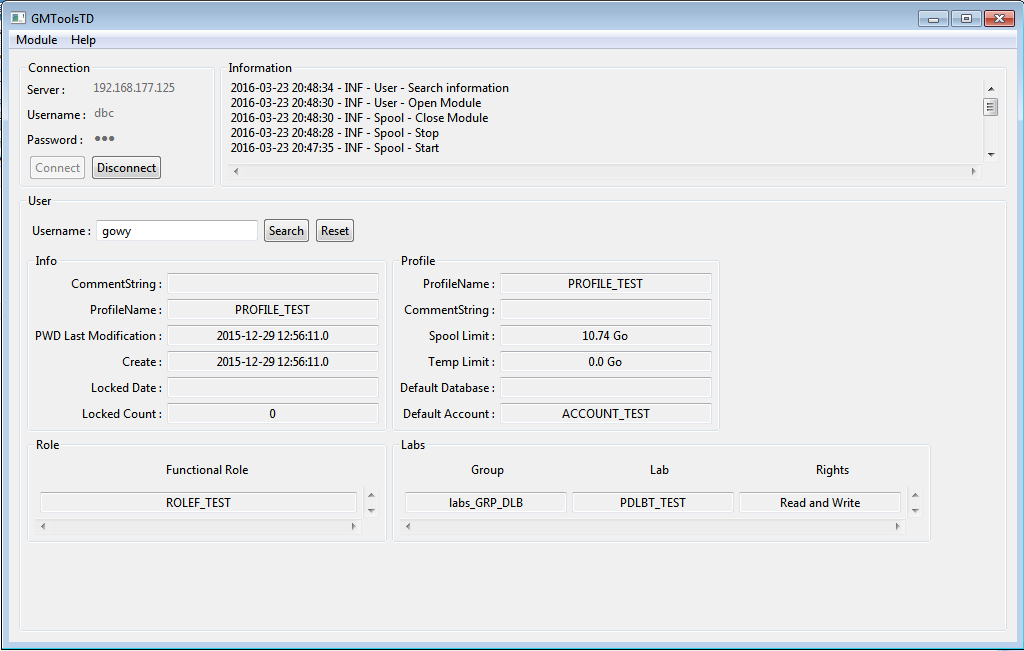 GMToolsTD
Module Help
Connection
Server : 192.168.177.125
Username : dbc
Password : •••
Connect Disconnect
Information
2016-03-23 20:48:34 - INF - User - Search information
2016-03-23 20:48:30 - INF - User - Open Module
2016-03-23 20:48:30 - INF - Spool - Close Module
2016-03-23 20:48:28 - INF - Spool - Stop
2016-03-23 20:47:35 - INF - Spool - Start
User
Username : gowy Search Reset
Info
CommentString :
ProfileName : PROFILE_TEST
PWD Last Modification : 2015-12-29 12:56:11.0
Create : 2015-12-29 12:56:11.0
Locked Date :
Locked Count : 0
Profile
ProfileName : PROFILE_TEST
CommentString :
Spool Limit : 10.74 Go
Temp Limit : 0.0 Go
Default Database :
Default Account : ACCOUNT_TEST
Role
Functional Role
ROLEF_TEST
Labs
Group Lab Rights
labs_GRP_DLB PDLBT_TEST Read and Write